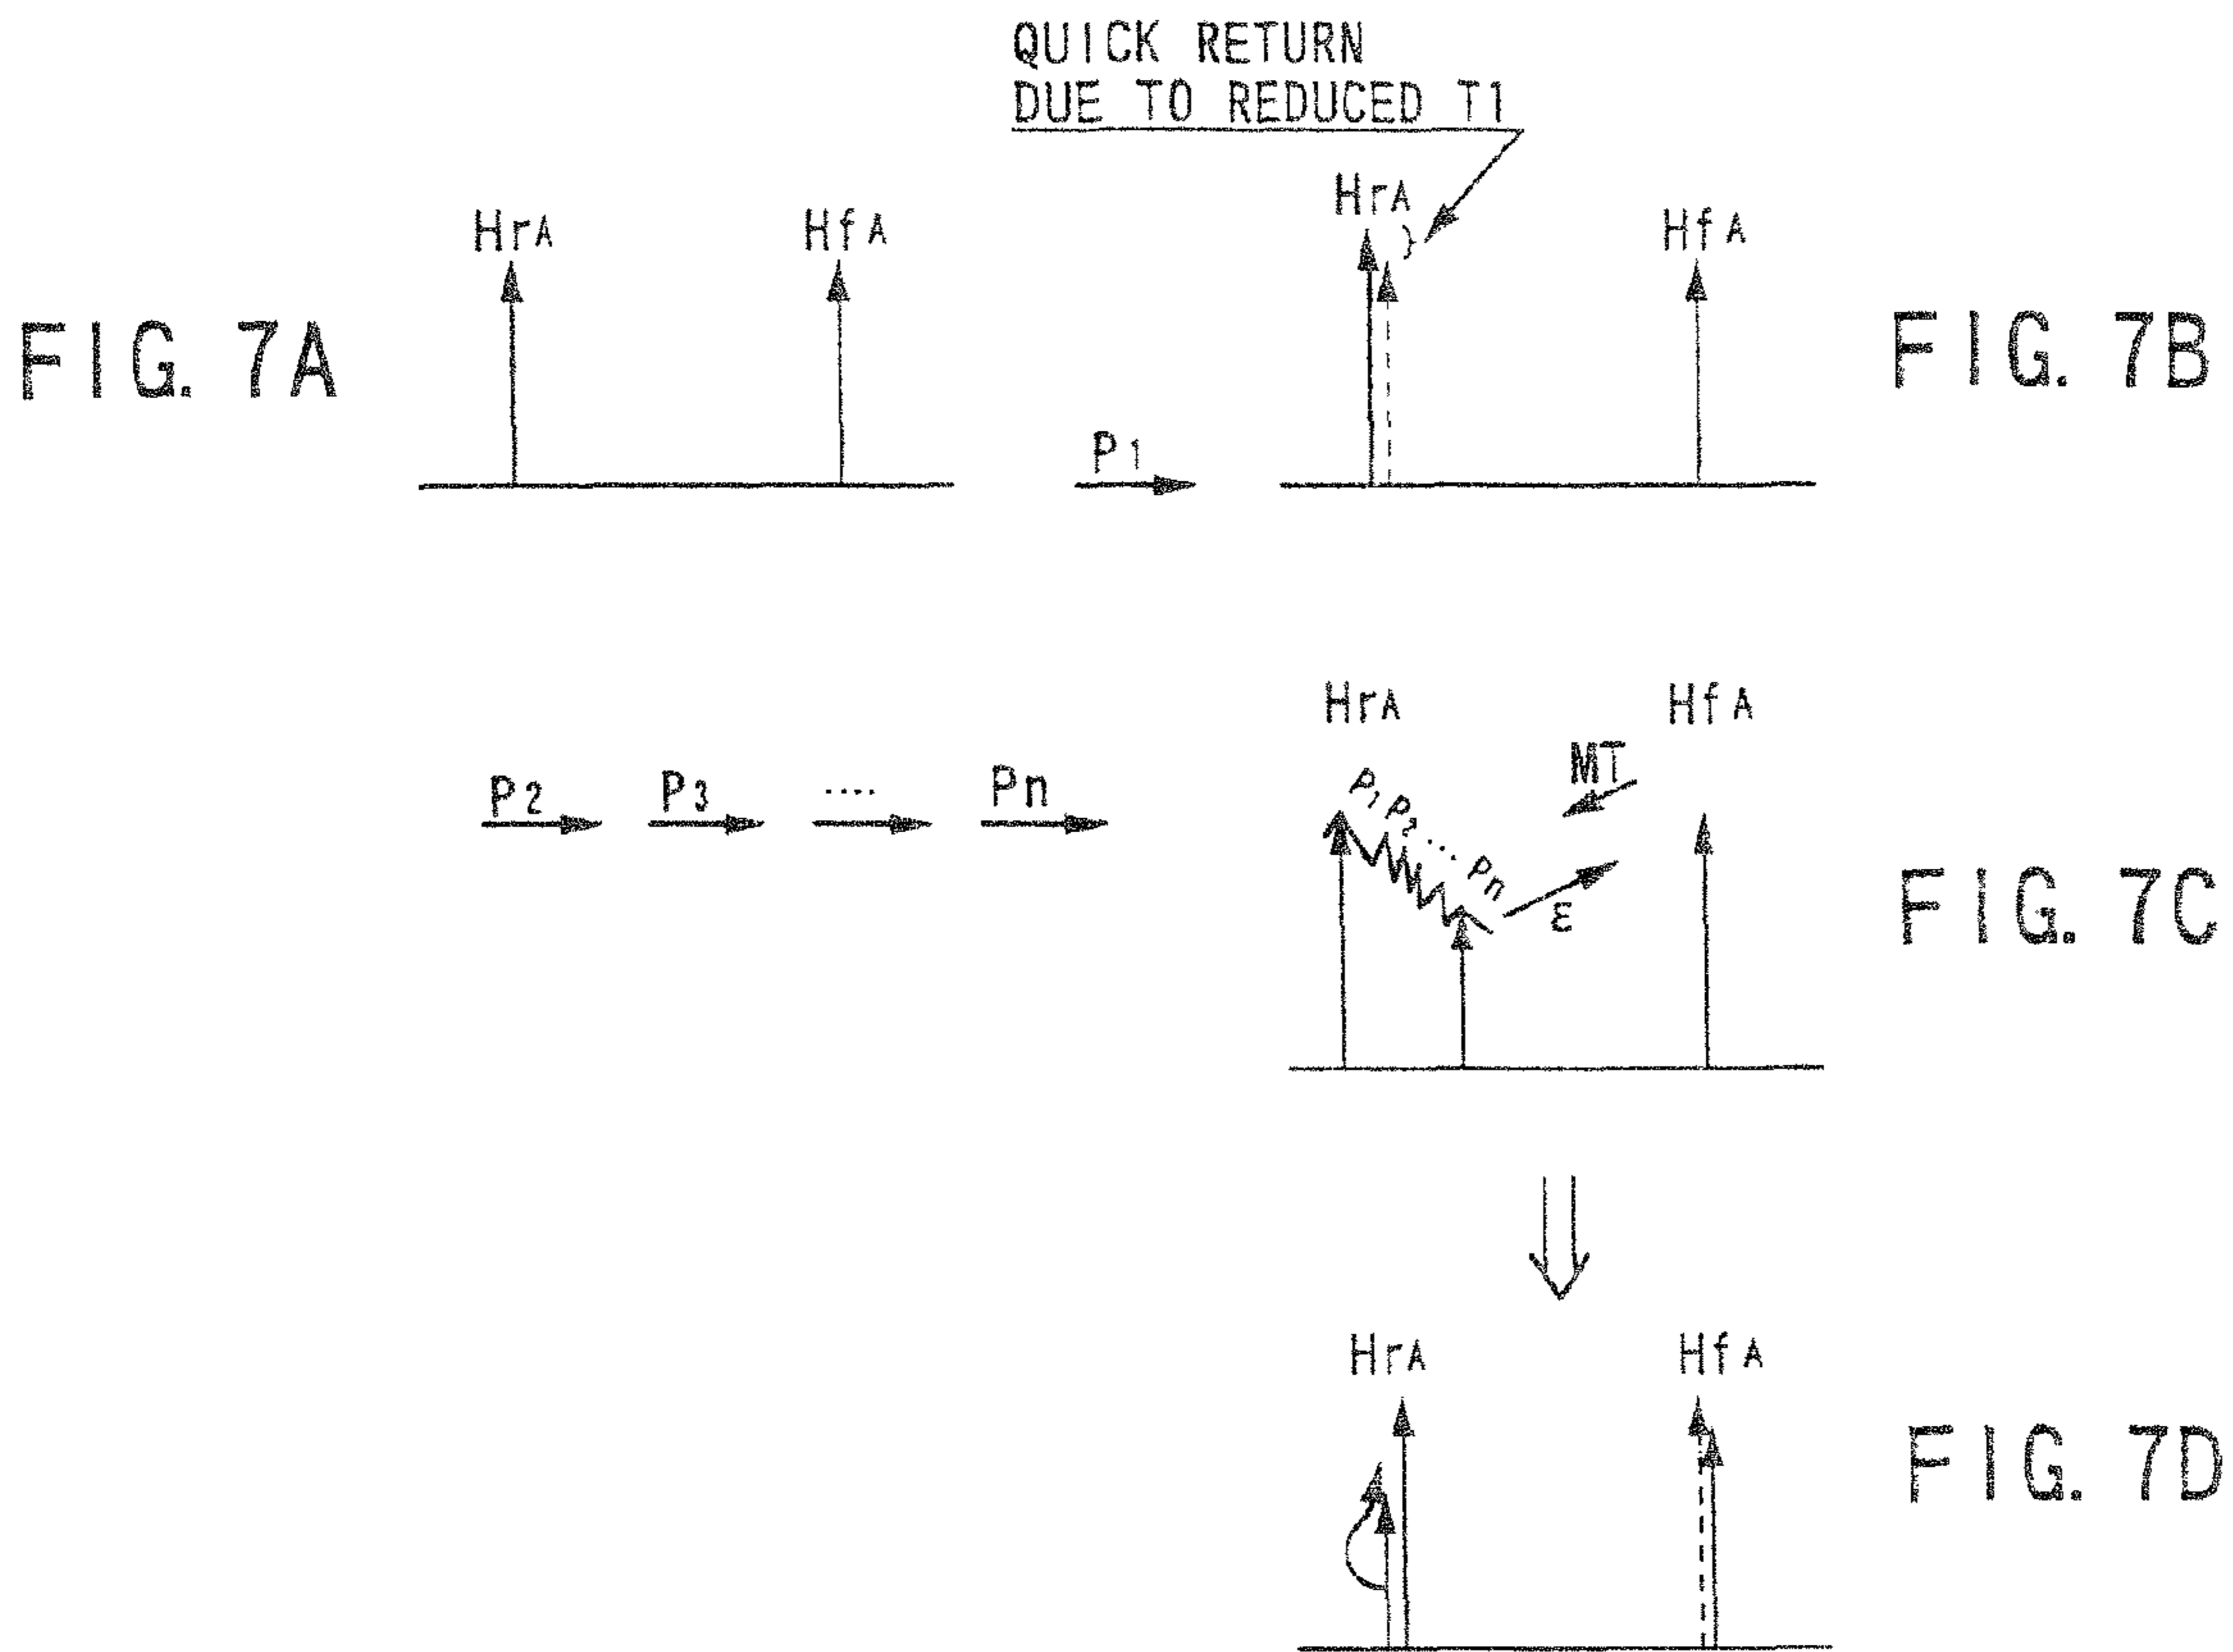 QUICK RETURN
DUE TO REDUCED T1
HrA
HfA
HrA
HfA
FIG. 7A
FIG. 7B
P1
HrA
HfA
P2
P3
....
Pn
MT
P1 P2 ... Pn
ε
FIG. 7C
HrA
HfA
FIG. 7D